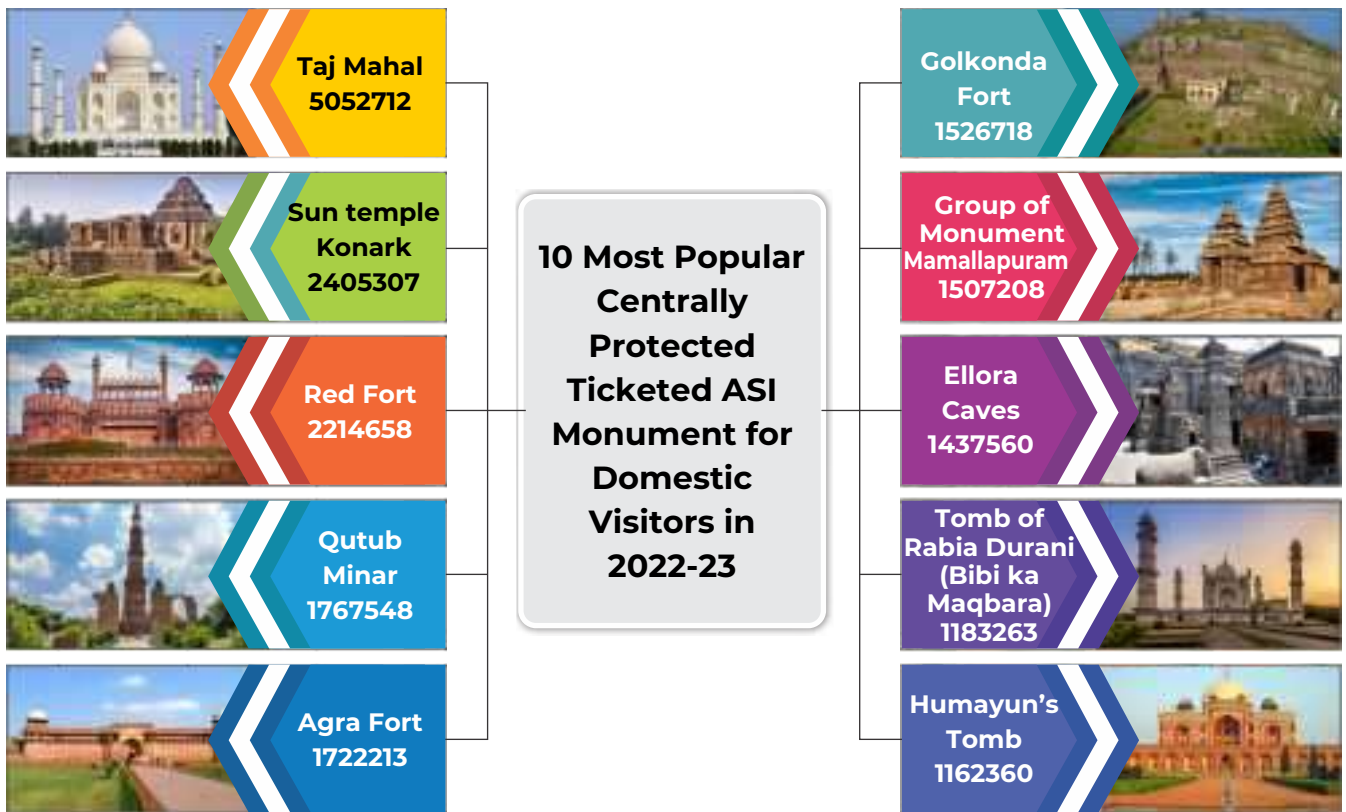 Taj Mahal
5052712
Sun temple
Konark
2405307
Red Fort
2214658
Qutub
Minar
1767548
Agra Fort
1722213
10 Most Popular
Centrally
Protected
Ticketed ASI
Monument for
Domestic
Visitors in
2022-23
Golkonda
Fort
1526718
Group of
Monument
Mamallapuram
1507208
Ellora
Caves
1437560
Tomb of
Rabia Durani
(Bibi ka
Maqbara)
1183263
Humayun’s
Tomb
1162360